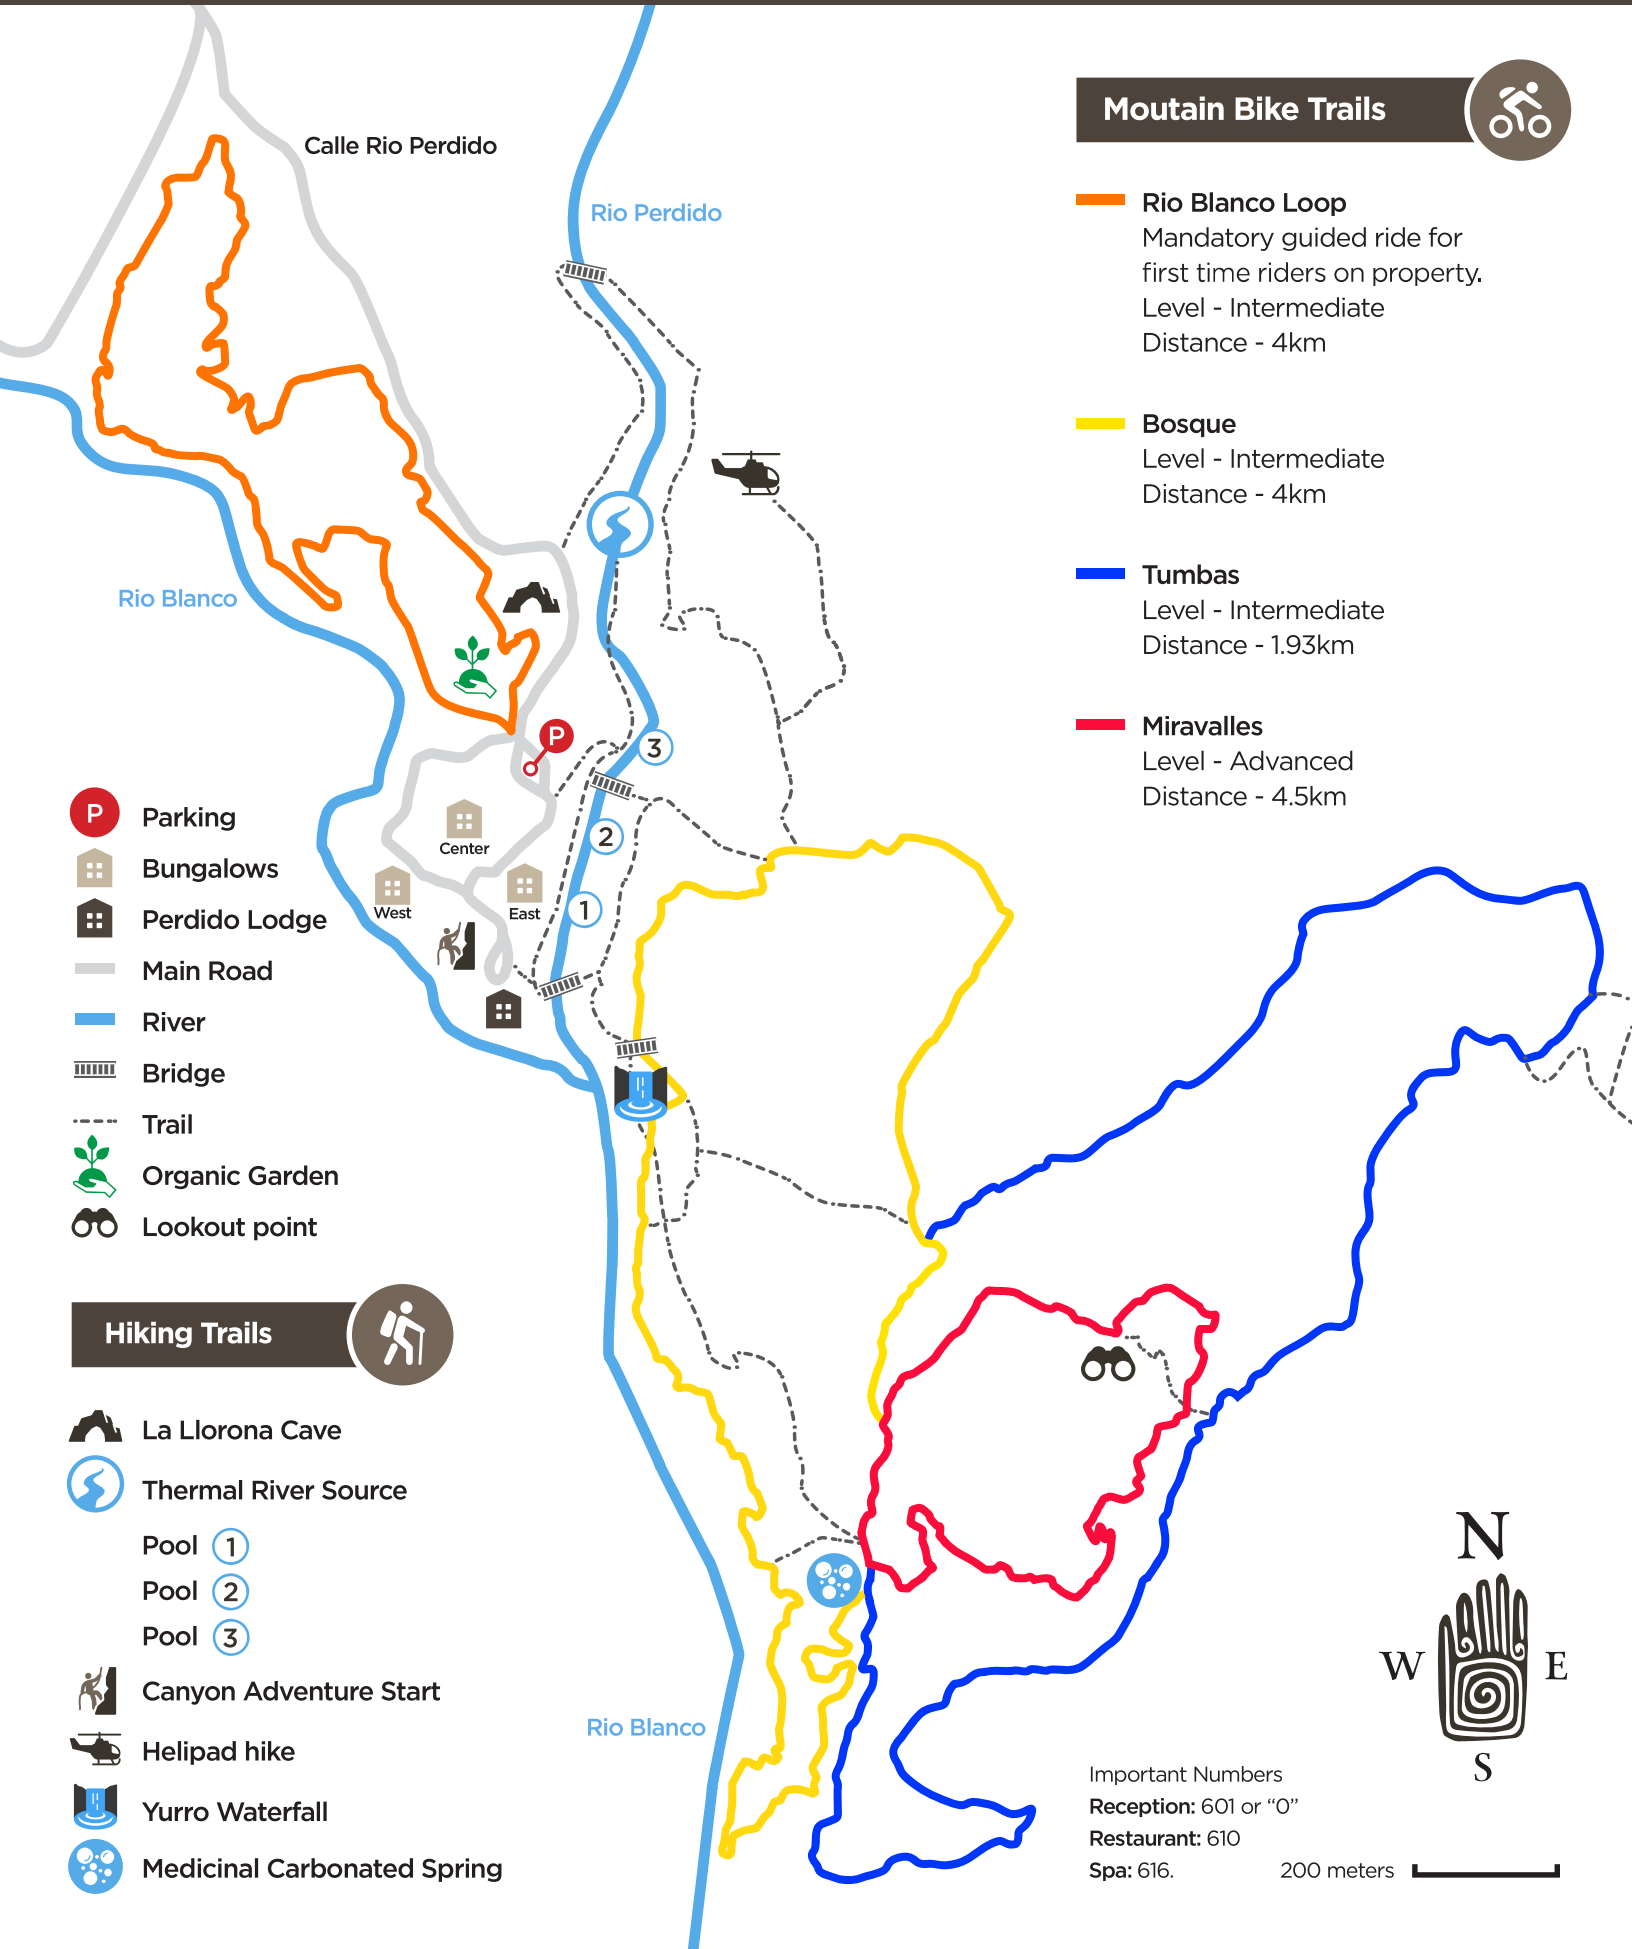 Moutain Bike Trails
Calle Rio Perdido
Rio Perdido
Rio Blanco Loop
Mandatory guided ride for
first time riders on property.
Level - Intermediate
Distance - 4km
Bosque
Level - Intermediate
Distance - 4km
Tumbas
Level - Intermediate
Distance - 1.93km
Miravalles
Level - Advanced
Distance - 4.5km
Rio Blanco
P
3
2
1
Center
West
East
P
Parking
Bungalows
Perdido Lodge
Main Road
River
Bridge
Trail
Organic Garden
Lookout point
Hiking Trails
La Llorona Cave
Thermal River Source
Pool 1
Pool 2
Pool 3
Canyon Adventure Start
Helipad hike
Yurro Waterfall
Medicinal Carbonated Spring
Rio Blanco
N
W
E
S
Important Numbers
Reception: 601 or “0”
Restaurant: 610
Spa: 616.
200 meters